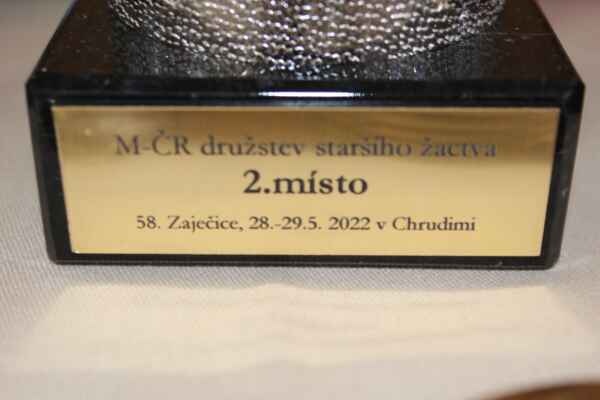 M-ČR družstev staršího žactva
2.místo
58. Zaječice, 28.-29.5. 2022 v Chrudimi